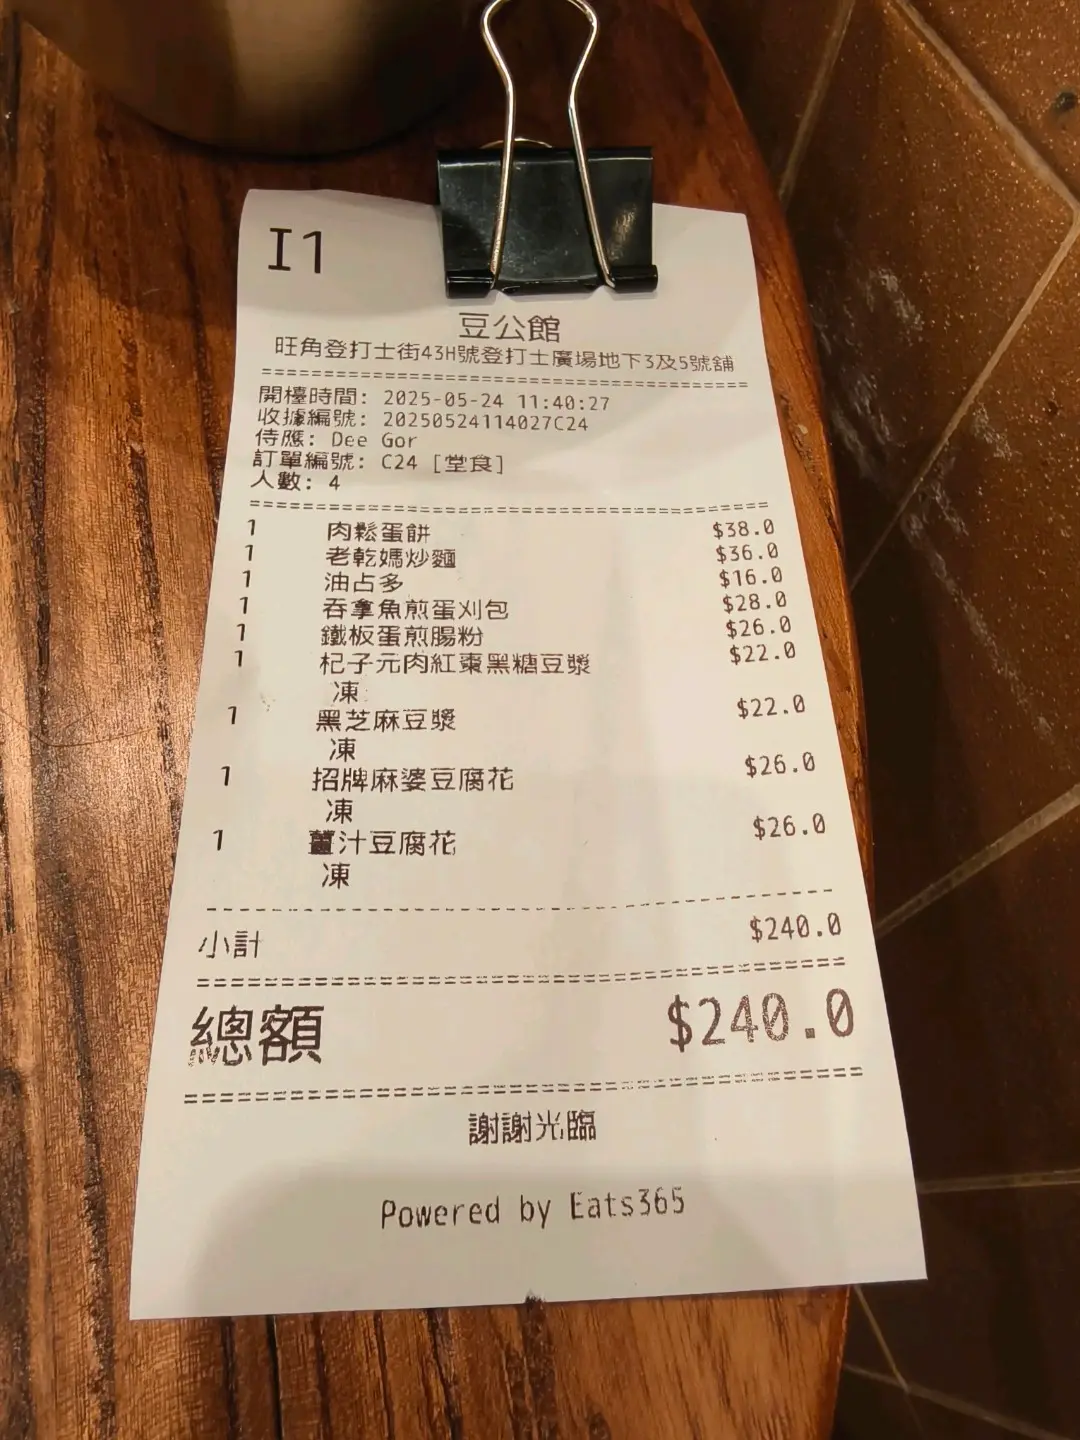 I1
豆公館
旺角登打士街43H號登打士廣場地下3及5號舖
開檯時間: 2025-05-24 11:40:27
收據編號: 20250524114027C24
侍應: Dee Gor
訂單編號: C24 [堂食]
人數: 4
1 肉鬆蛋餅 $38.0
1 老乾媽炒麵 $36.0
1 油占多 $16.0
1 吞拿魚煎蛋刈包 $28.0
1 鐵板蛋煎腸粉 $26.0
1 杞子元肉紅棗黑糖豆漿 $22.0
凍
1 黑芝麻豆漿 $22.0
凍
1 招牌麻婆豆腐花 $26.0
凍
1 薑汁豆腐花 $26.0
凍
小計 $240.0
總額 $240.0
謝謝光臨
Powered by Eats365